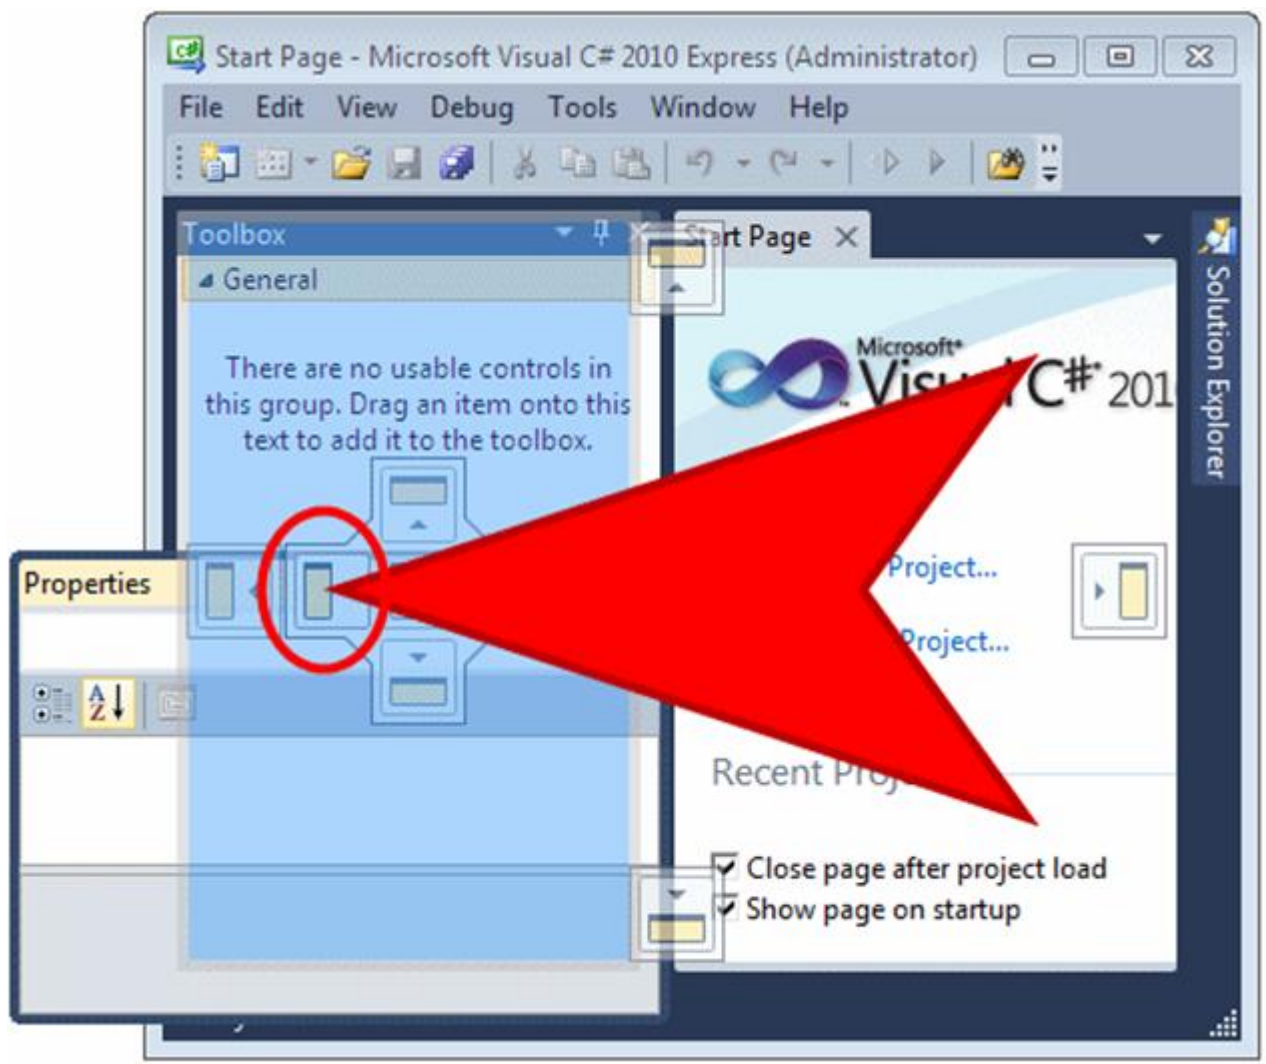 Start Page - Microsoft Visual C# 2010 Express (Administrator)
File Edit View Debug Tools Window Help
Toolbox
Start Page
General
There are no usable controls in
this group. Drag an item onto this
text to add it to the toolbox.
Microsoft
C# 201
Solution Explorer
Properties
Project...
Project...
A
Z
Recent
Close page after project load
Show page on startup